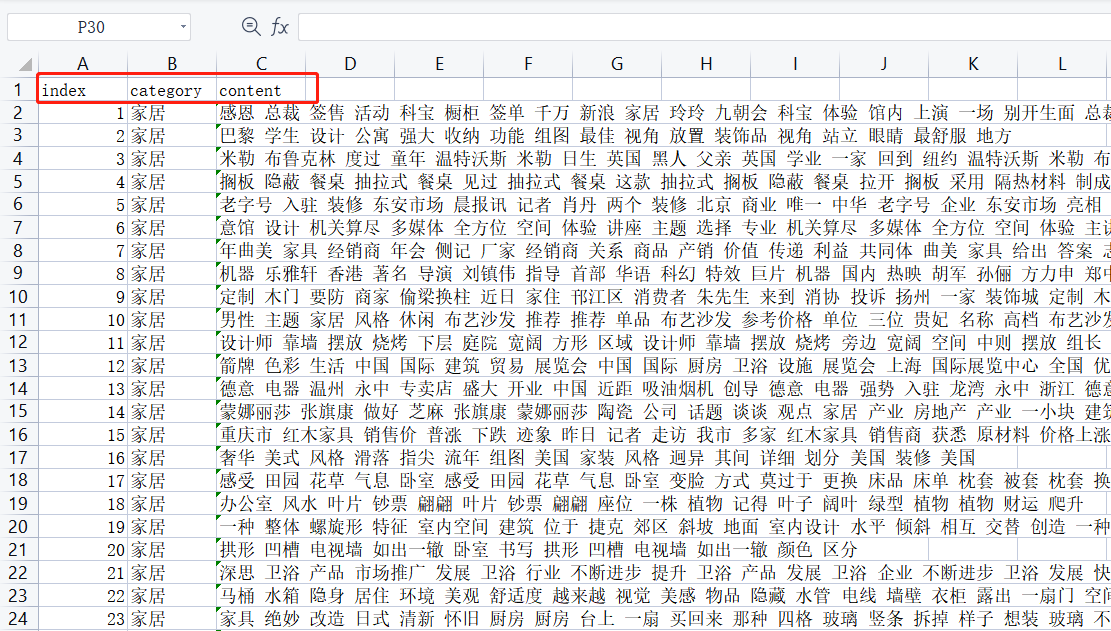 P30
fx
A B C D E F G H I J K L
1 index category content
2 1 家居 感恩 总裁 签售 活动 科宝 橱柜 签单 千万 新浪 家居 玲玲 九朝会 科宝 体验 馆内 上演 一场 别开生面 总裁
3 2 家居 巴黎 学生 设计 公寓 强大 收纳 功能 组图 最佳 视角 放置 装饰品 视角 站立 眼睛 最舒服 地方
4 3 家居 米勒 布鲁克林 度过 童年 温特沃斯 米勒 日生 英国 黑人 父亲 英国 学业 一家 回到 纽约 温特沃斯 米勒 布
5 4 家居 搁板 隐蔽 餐桌 抽拉式 餐桌 见过 抽拉式 餐桌 这款 抽拉式 搁板 隐蔽 餐桌 拉开 搁板 采用 隔热材料 制成
6 5 家居 老字号 入驻 装修 东安市场 晨报讯 记者 肖丹 两个 装修 北京 商业 唯一 中华 老字号 企业 东安市场 亮相
7 6 家居 意馆 设计 机关算尽 多媒体 全方位 空间 体验 讲座 主题 选择 专业 机关算尽 多媒体 全方位 空间 体验 主讲
8 7 家居 年曲美 家具 经销商 年会 侧记 厂家 经销商 关系 商品 产销 价值 传递 利益 共同体 曲美 家具 给出 答案
9 8 家居 机器 乐雅轩 香港 著名 导演 刘镇伟 指导 首部 华语 科幻 特效 巨片 机器 国内 热映 胡军 孙俪 方力申 郑中
10 9 家居 定制 木门 要防 商家 偷梁换柱 近日 家住 邗江区 消费者 朱先生 来到 消协 投诉 扬州 一家 装饰城 定制 木
11 10 家居 男性 主题 家居 风格 休闲 布艺沙发 推荐 推荐 单品 布艺沙发 参考价格 单位 三位 贵妃 名称 高档 布艺沙发
12 11 家居 设计师 靠墙 摆放 烧烤 下层 庭院 宽阔 方形 区域 设计师 靠墙 摆放 烧烤 旁边 宽阔 空间 中则 摆放 组长
13 12 家居 箭牌 色彩 生活 中国 国际 建筑 贸易 展览会 中国 国际 厨房 卫浴 设施 展览会 上海 国际展览中心 全国 优
14 13 家居 德意 电器 温州 永中 专卖店 盛大 开业 中国 近距 吸油烟机 创导 德意 电器 强势 入驻 龙湾 永中 浙江 德意
15 14 家居 蒙娜丽莎 张旗康 做好 芝麻 张旗康 蒙娜丽莎 陶瓷 公司 话题 谈谈 观点 家居 产业 房地产 产业 一小块 建筑
16 15 家居 重庆市 红木家具 销售价 普涨 下跌 迹象 昨日 记者 走访 我市 多家 红木家具 销售商 获悉 原材料 价格上涨
17 16 家居 奢华 美式 风格 滑落 指尖 流年 组图 美国 家装 风格 迥异 其间 详细 划分 美国 装修 美国
18 17 家居 感受 田园 花草 气息 卧室 感受 田园 花草 气息 卧室 变脸 方式 莫过于 更换 床品 床单 枕套 被套 枕套 换
19 18 家居 办公室 风水 叶片 钞票 翩翩 叶片 钞票 翩翩 座位 一株 植物 记得 叶子 阔叶 绿型 植物 植物 财运 爬升
20 19 家居 一种 整体 螺旋形 特征 室内空间 建筑 位于 捷克 郊区 斜坡 地面 室内设计 水平 倾斜 相互 交替 创造 一种
21 20 家居 拱形 凹槽 电视墙 如出一辙 卧室 书写 拱形 凹槽 电视墙 如出一辙 颜色 区分
22 21 家居 深思 卫浴 产品 市场推广 发展 卫浴 行业 不断进步 提升 卫浴 产品 发展 卫浴 企业 不断进步 卫浴 发展 快
23 22 家居 马桶 水箱 隐身 居住 环境 美观 舒适度 越来越 视觉 美感 物品 隐藏 水管 电线 墙壁 衣柜 露出 一扇门 空间
24 23 家居 家具 绝妙 改造 日式 清新 怀旧 厨房 厨房 台上 一扇 买回来 那种 四格 玻璃 竖条 拆掉 样子 想装 玻璃 不